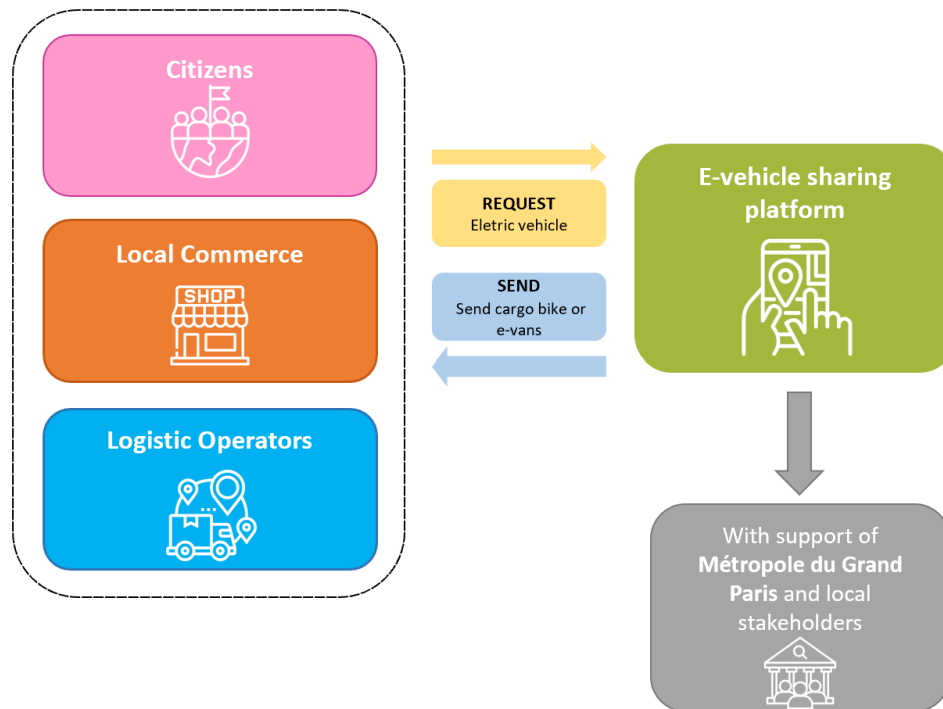 Citizens
Local Commerce
SHOP
Logistic Operators
REQUEST
Eletric vehicle
SEND
Send cargo bike or
e-vans
E-vehicle sharing
platform
With support of
Métropole du Grand
Paris and local
stakeholders